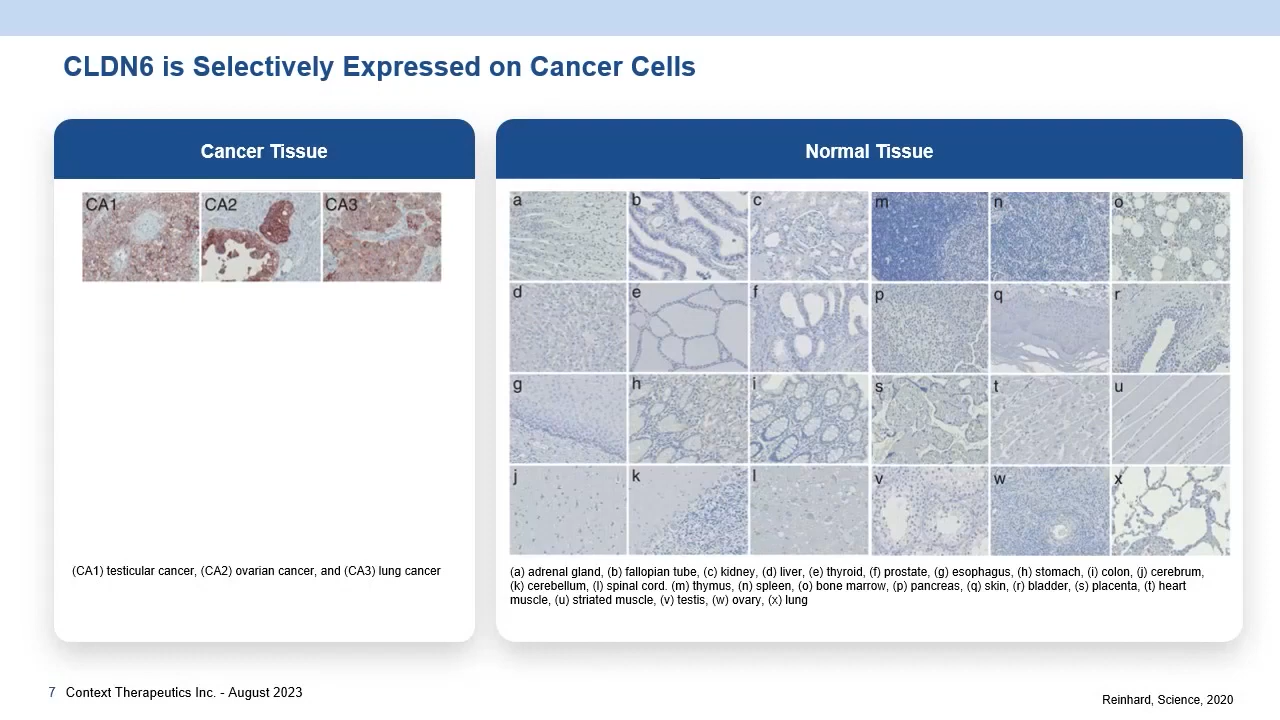 CLDN6 is Selectively Expressed on Cancer Cells
Cancer Tissue
CA1
CA2
CA3
(CA1) testicular cancer, (CA2) ovarian cancer, and (CA3) lung cancer
Normal Tissue
a b c m n o
d e f p q r
g h i s t u
j k l v w x
(a) adrenal gland, (b) fallopian tube, (c) kidney, (d) liver, (e) thyroid, (f) prostate, (g) esophagus, (h) stomach, (i) colon, (j) cerebrum,
(k) cerebellum, (l) spinal cord. (m) thymus, (n) spleen, (o) bone marrow, (p) pancreas, (q) skin, (r) bladder, (s) placenta, (t) heart
muscle, (u) striated muscle, (v) testis, (w) ovary, (x) lung
7 Context Therapeutics Inc. - August 2023
Reinhard, Science, 2020